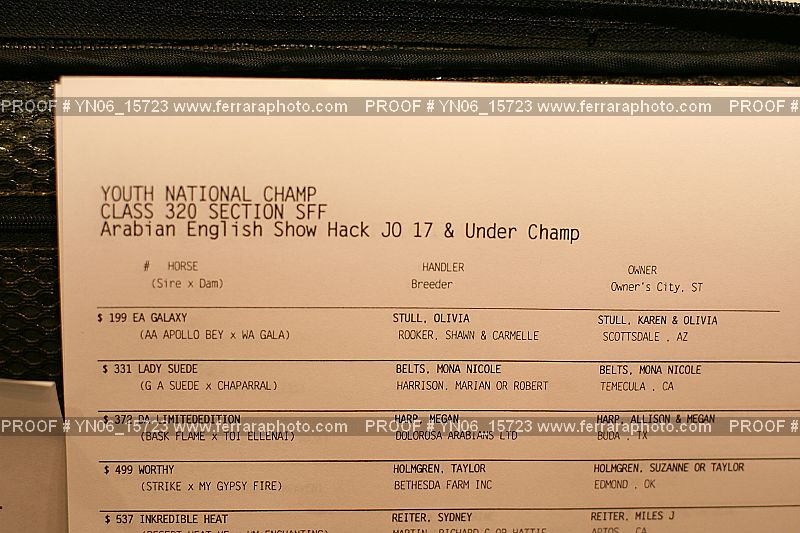 PROOF # YN06_15723 www.ferraraphoto.com PROOF # YN06_15723 www.ferraraphoto.com PROOF #
YOUTH NATIONAL CHAMP
CLASS 320 SECTION SFF
Arabian English Show Hack JO 17 & Under Champ
# HORSE HANDLER OWNER
(Sire x Dam) Breeder Owner's City, ST
$ 199 EA GALAXY STULL, OLIVIA STULL, KAREN & OLIVIA
(AA APOLLO BEY x WA GALA) ROOKER, SHAWN & CARMELLE SCOTTSDALE , AZ
$ 331 LADY SUEDE BELTS, MONA NICOLE BELTS, MONA NICOLE
(G A SUEDE x CHAPARRAL) HARRISON, MARIAN OR ROBERT TEMECULA , CA
$ 372 DA LIMITEDEDITION HARP, MEGAN HARP, ALLISON & MEGAN
PROOF # YN06_15723 www.ferraraphoto.com PROOF # YN06_15723 www.ferraraphoto.com PROOF #
(BASK FLAME x TOI ELLENAI) DOLOROSA ARABIANS LTD BUDA , TX
$ 499 WORTHY HOLMGREN, TAYLOR HOLMGREN, SUZANNE OR TAYLOR
(STRIKE x MY GYPSY FIRE) BETHESDA FARM INC EDMOND , OK
$ 537 INKREDIBLE HEAT REITER, SYDNEY REITER, MILES J